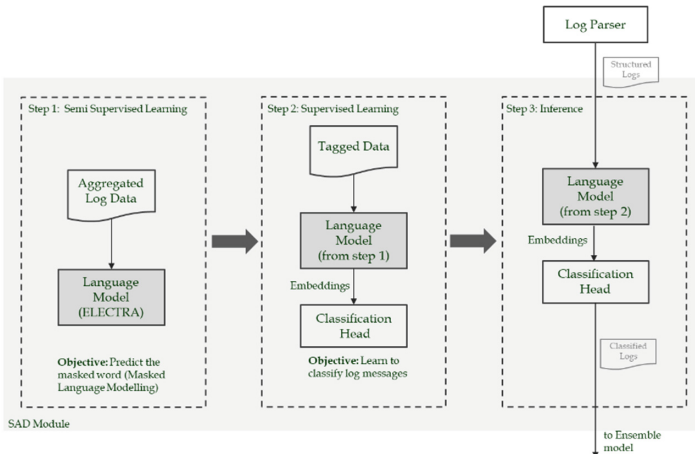 Log Parser
Structured
Logs
Step 1: Semi Supervised Learning
Aggregated
Log Data
Language
Model
(ELECTRA)
Objective: Predict the
masked word (Masked
Language Modelling)
Step 2: Supervised Learning
Tagged Data
Language
Model
(from step 1)
Embeddings
Classification
Head
Objective: Learn to
classify log messages
Step 3: Inference
Language
Model
(from step 2)
Embeddings
Classification
Head
Classified
Logs
SAD Module
to Ensemble
model